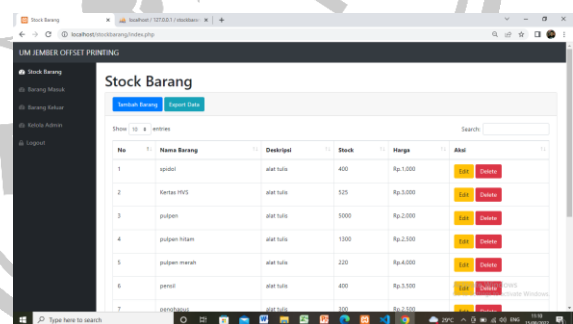 Stock Barang
localhost / 127.0.0.1 / stockbaran
localhost/stockbarang/index.php
UM JEMBER OFFSET PRINTING
Stock Barang
Barang Masuk
Barang Keluar
Kelola Admin
Logout
Stock Barang
Tambah Barang Export Data
Show 10 entries Search:
No Nama Barang Deskripsi Stock Harga Aksi
1 spidol alat tulis 400 Rp.1.000 Edit Delete
2 Kertas HVS alat tulis 525 Rp.3.000 Edit Delete
3 pulpen alat tulis 5000 Rp.2.000 Edit Delete
4 pulpen hitam alat tulis 1300 Rp.2.500 Edit Delete
5 pulpen merah alat tulis 220 Rp.4.000 Edit Delete
6 pensil alat tulis 400 Rp.3.500 Edit Delete
7 penghapus alat tulis 300 Rp.2.500
Type here to search
29°C ENG